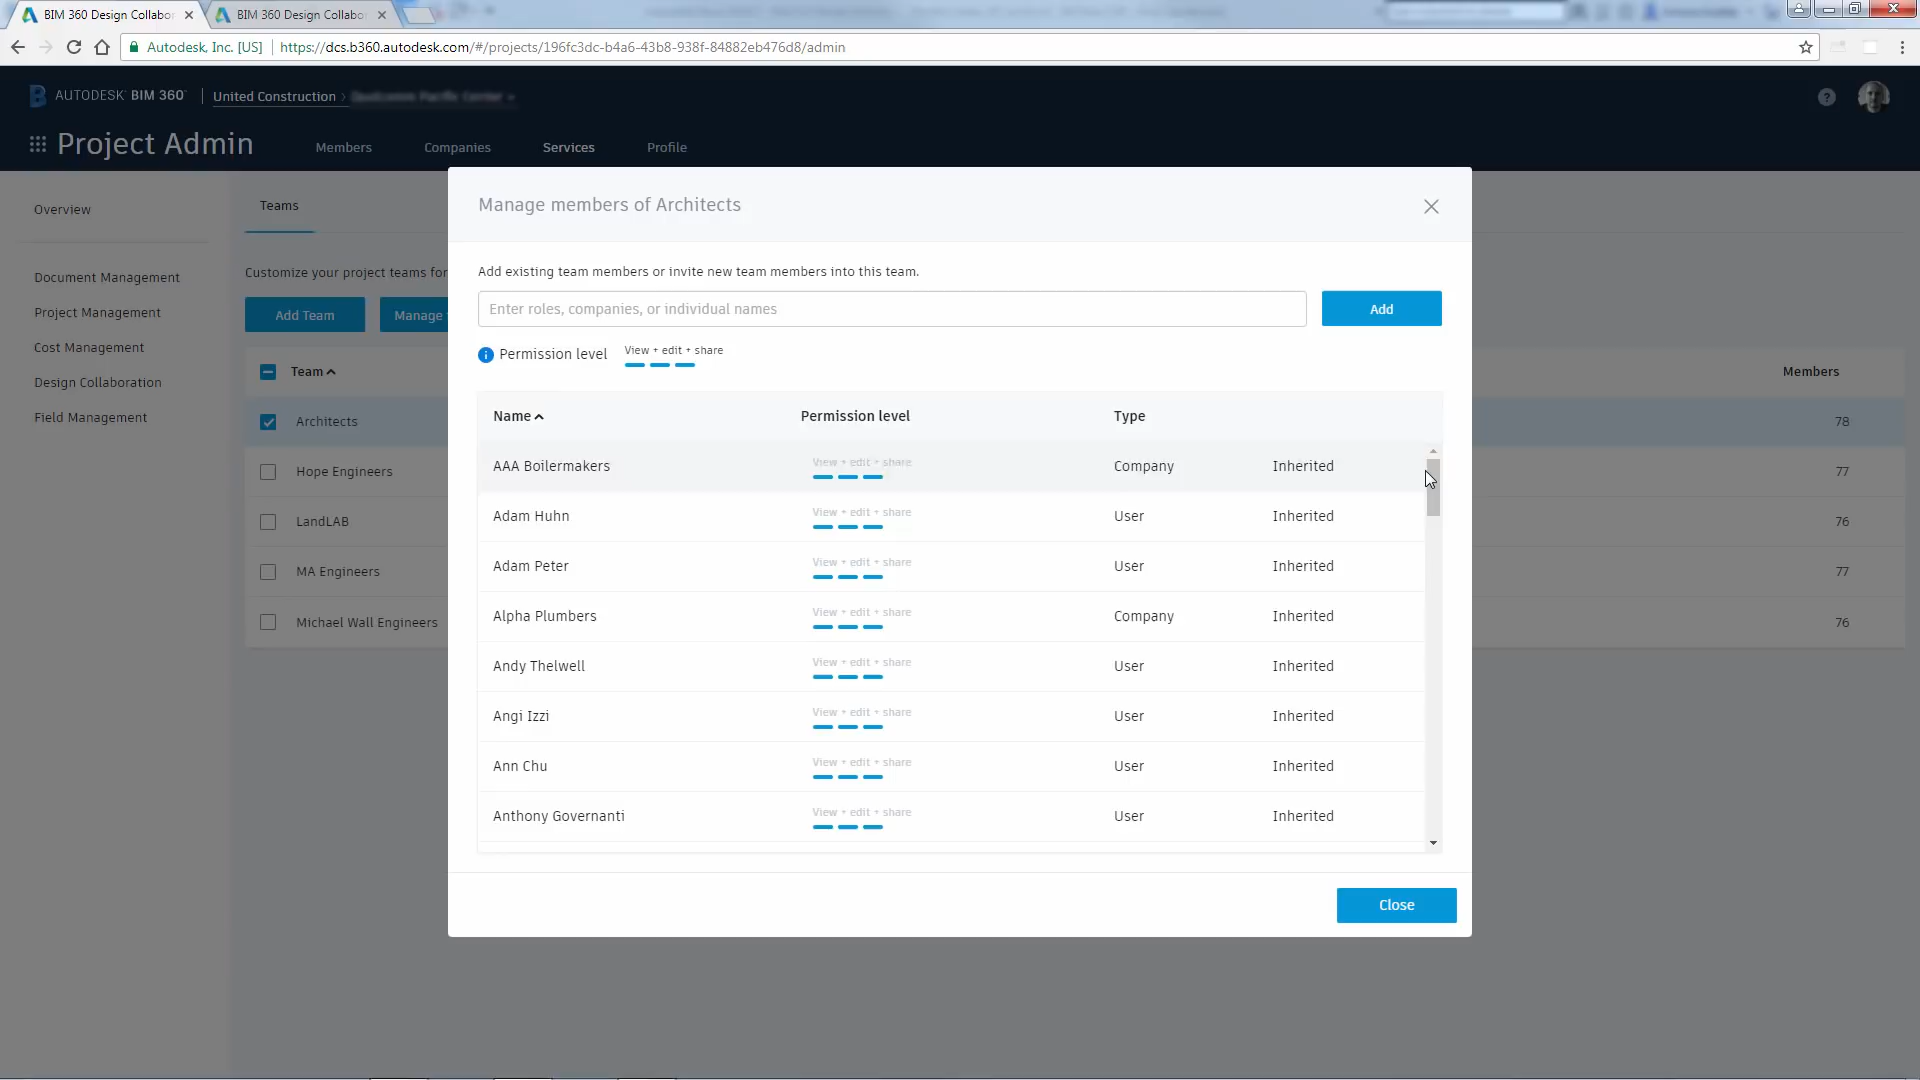 BIM 360 Design Collabo
BIM 360 Design Collabo
Autodesk, Inc. [US]
https://dcs.b360.autodesk.com/#/projects/196fc3dc-b4a6-43b8-938f-84882eb476d8/admin
AUTODESK BIM 360
United Construction >
Project Admin
Members
Companies
Services
Profile
Overview
Document Management
Project Management
Cost Management
Design Collaboration
Field Management
Teams
Customize your project teams for
Add Team
Manage
Team
Members
Architects
78
Hope Engineers
77
LandLAB
76
MA Engineers
77
Michael Wall Engineers
76
Manage members of Architects
Add existing team members or invite new team members into this team.
Enter roles, companies, or individual names
Add
Permission level
View + edit + share
Name
Permission level
Type
AAA Boilermakers
View + edit + share
Company
Inherited
Adam Huhn
View + edit + share
User
Inherited
Adam Peter
View + edit + share
User
Inherited
Alpha Plumbers
View + edit + share
Company
Inherited
Andy Thelwell
View + edit + share
User
Inherited
Angi Izzi
View + edit + share
User
Inherited
Ann Chu
View + edit + share
User
Inherited
Anthony Governanti
View + edit + share
User
Inherited
Close